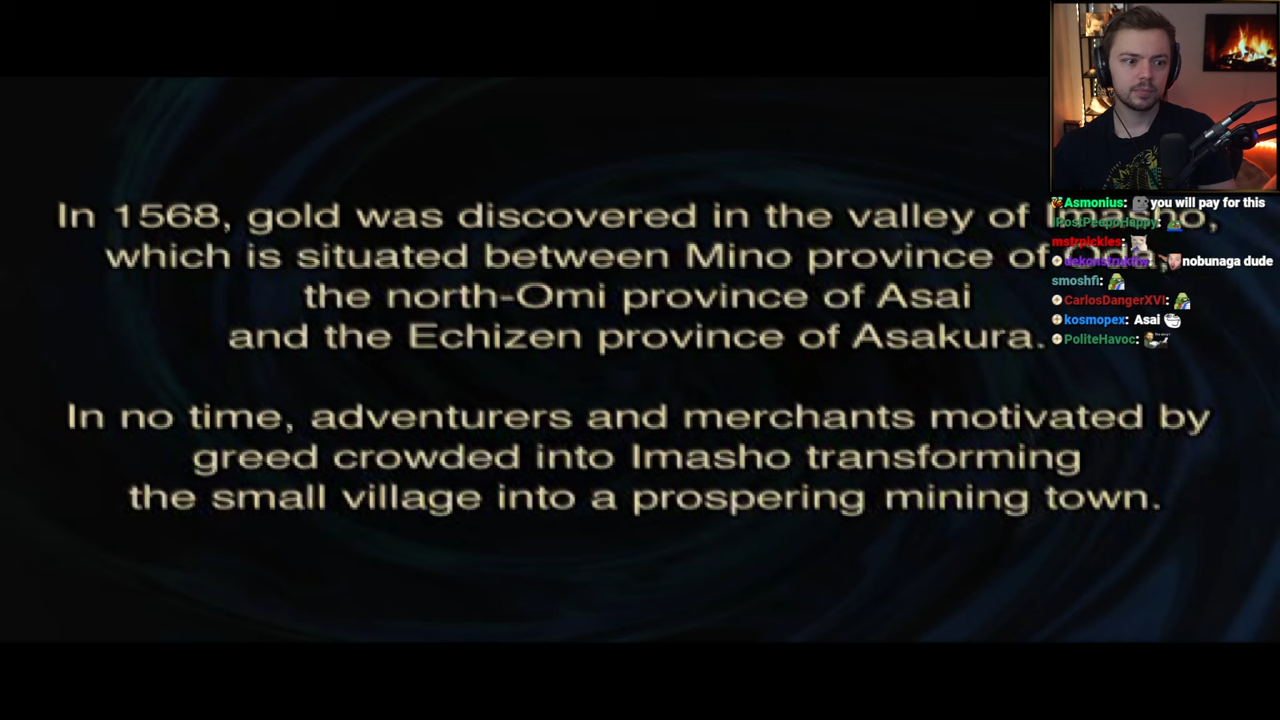 In 1568, gold was discovered in the valley of
which is situated between Mino province of
the north-Omi province of Asai
and the Echizen province of Asakura.
In no time, adventurers and merchants motivated by
greed crowded into Imasho transforming
the small village into a prospering mining town.
Asmonius: you will pay for this
PostPeepoHappy:
mstrpickles:
nobunaga dude
smoshfi:
CarlosDangerXVI:
kosmopex: Asai
PoliteHavoc: